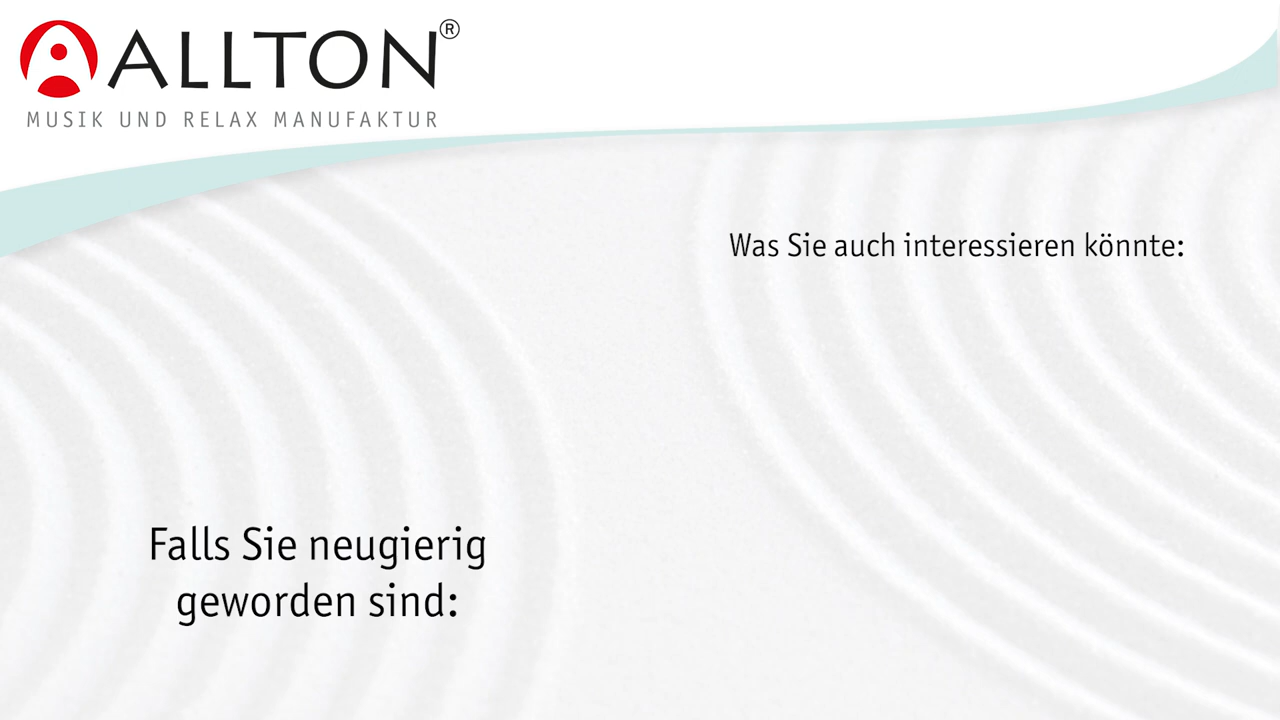 ALLTON®
MUSIK UND RELAX MANUFAKTUR
Was Sie auch interessieren könnte:
Falls Sie neugierig
geworden sind: